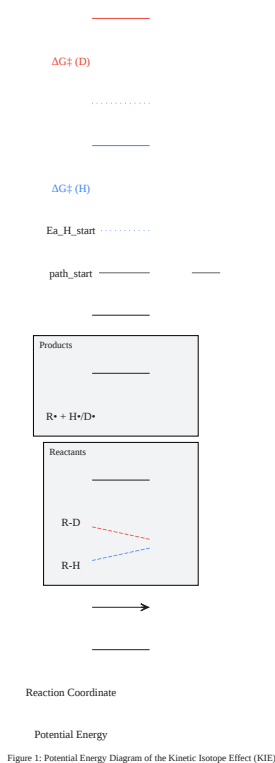 ΔG‡ (D)
ΔG‡ (H)
Ea_H_start
path_start
Products
R• + H•/D•
Reactants
R-D
R-H
Reaction Coordinate
Potential Energy
Figure 1: Potential Energy Diagram of the Kinetic Isotope Effect (KIE)